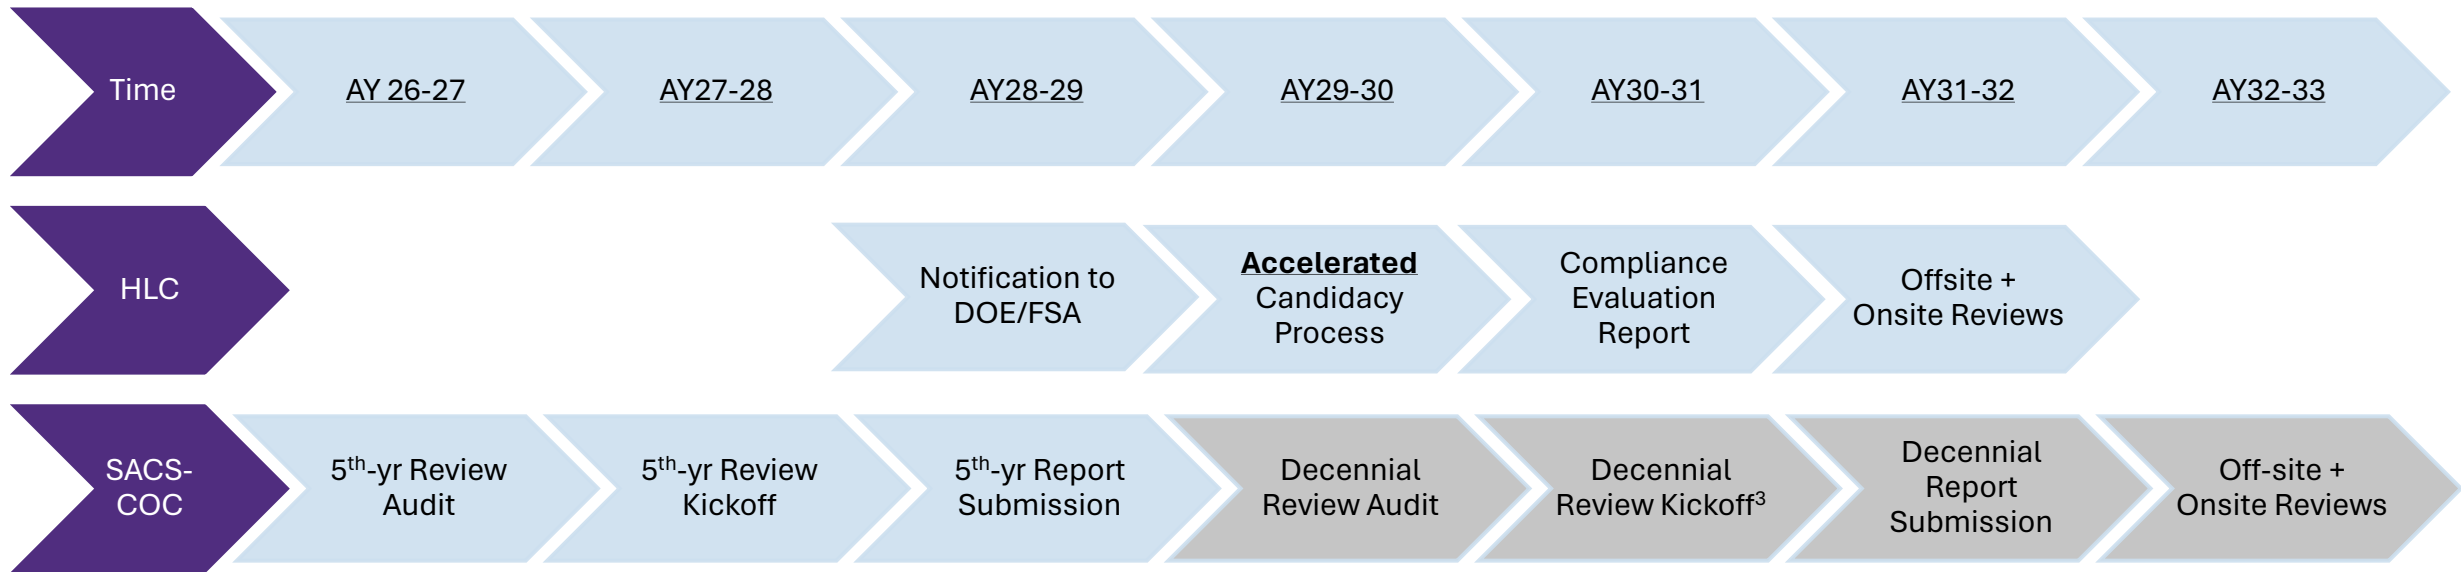 Time
AY 26-27
AY27-28
AY28-29
AY29-30
AY30-31
AY31-32
AY32-33
HLC
Notification to
DOE/FSA
Accelerated
Candidacy
Process
Compliance
Evaluation
Report
Offsite +
Onsite Reviews
SACS-
COC
5th-yr Review
Audit
5th-yr Review
Kickoff
5th-yr Report
Submission
Decennial
Review Audit
Decennial
Review Kickoff3
Decennial
Report
Submission
Off-site +
Onsite Reviews